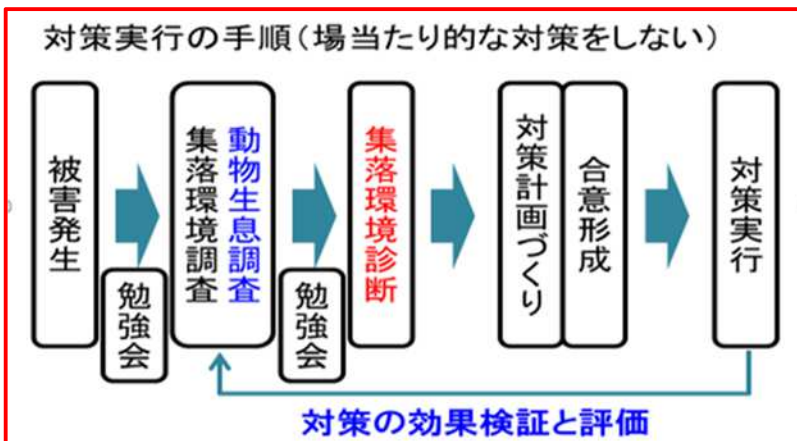 対策実行の手順(場当たり的な対策をしない)
被害発生
勉強会
動物生息調査
集落環境調査
勉強会
集落環境診断
対策計画づくり
合意形成
対策実行
対策の効果検証と評価